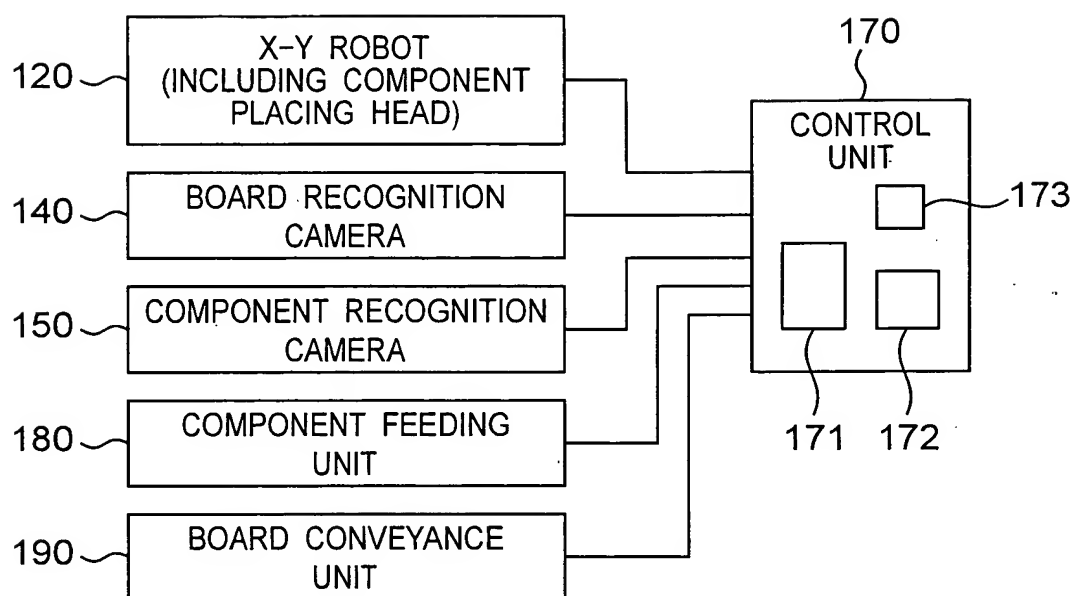 120
X-Y ROBOT
(INCLUDING COMPONENT
PLACING HEAD)
140
BOARD RECOGNITION
CAMERA
150
COMPONENT RECOGNITION
CAMERA
180
COMPONENT FEEDING
UNIT
190
BOARD CONVEYANCE
UNIT
170
CONTROL
UNIT
173
171
172